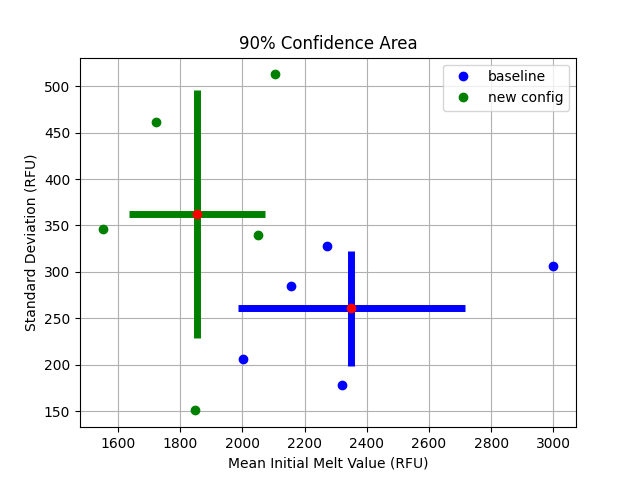 90% Confidence Area
baseline
new config
500
450
400
350
300
250
200
150
Standard Deviation (RFU)
1600 1800 2000 2200 2400 2600 2800 3000
Mean Initial Melt Value (RFU)